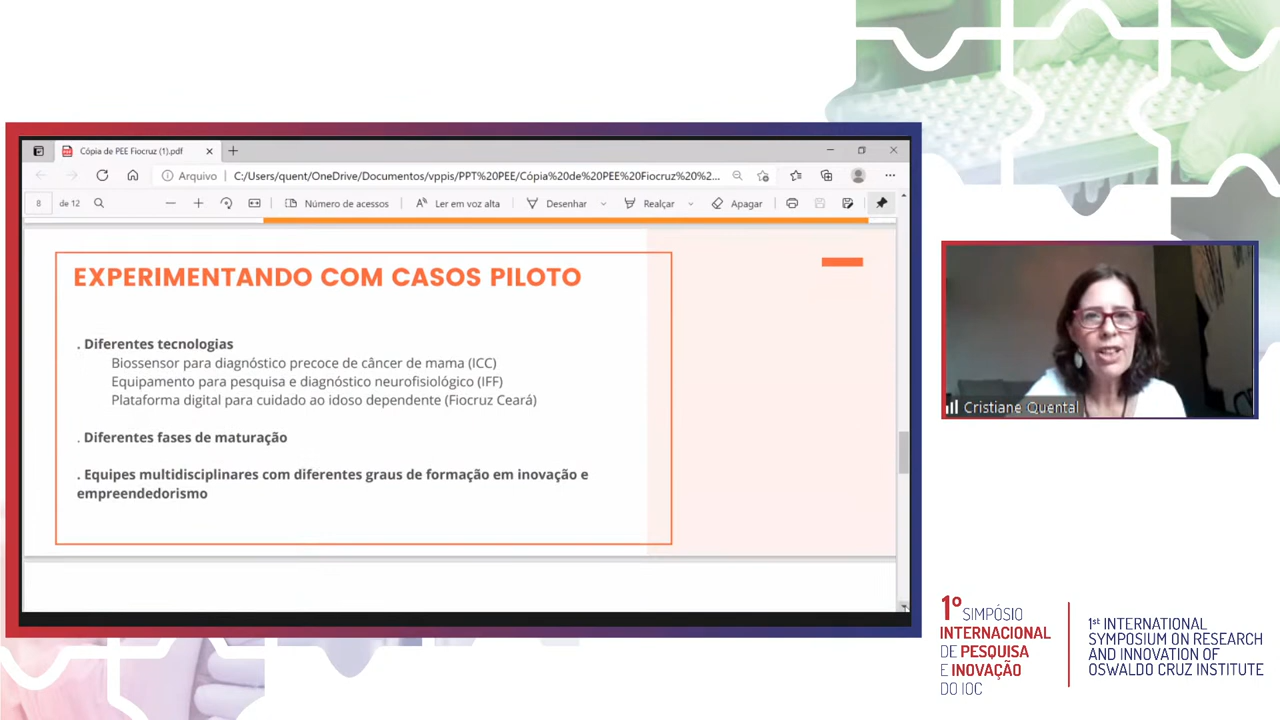 Cópia de PEE Fiocruz (1).pdf
Arquivo
C:/Users/quent/OneDrive/Documentos/vppis/PPT%20PEE/Cópia%20de%20PEE%20Fiocruz%20%2...
8 de 12
Número de acessos
Ler em voz alta
Desenhar
Realçar
Apagar
EXPERIMENTANDO COM CASOS PILOTO
. Diferentes tecnologias
Biossensor para diagnóstico precoce de câncer de mama (ICC)
Equipamento para pesquisa e diagnóstico neurofisiológico (IFF)
Plataforma digital para cuidado ao idoso dependente (Fiocruz Ceará)
. Diferentes fases de maturação
. Equipes multidisciplinares com diferentes graus de formação em inovação e
empreendedorismo
Cristiane Quental
1º SIMPÓSIO
INTERNACIONAL
DE PESQUISA
E INOVAÇÃO
DO IOC
1st INTERNATIONAL
SYMPOSIUM ON RESEARCH
AND INNOVATION OF
OSWALDO CRUZ INSTITUTE